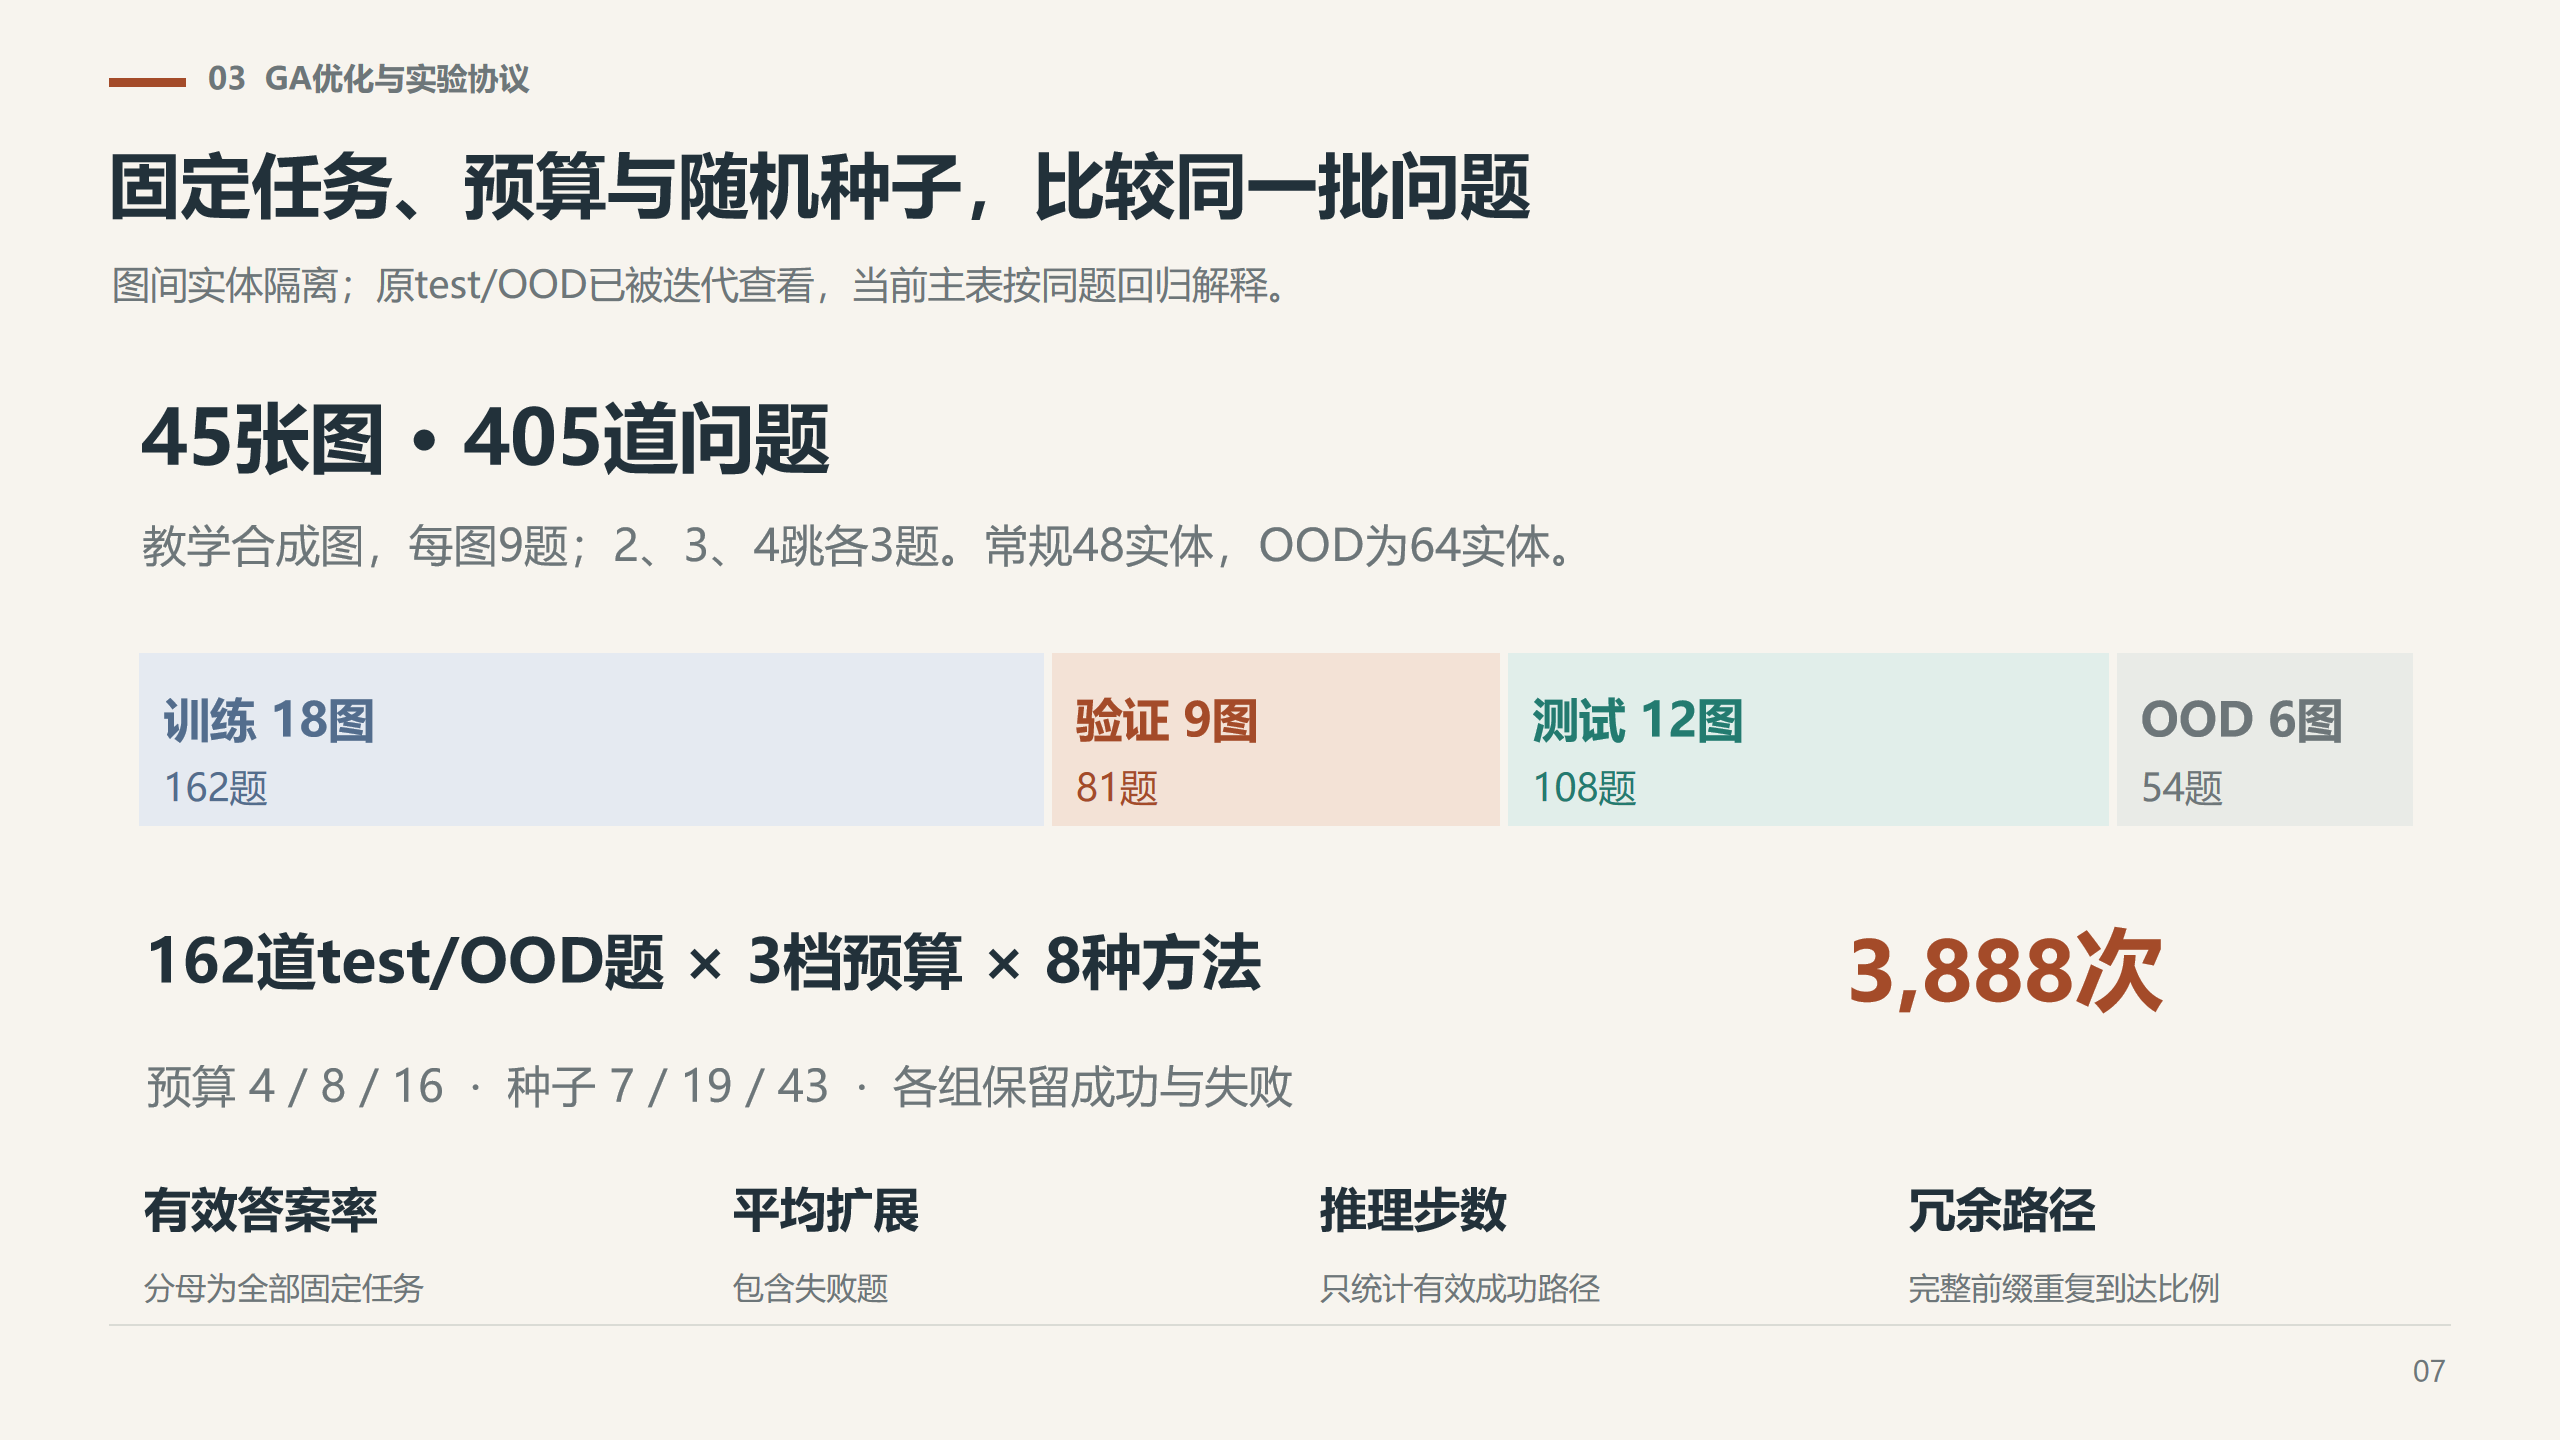 03 GA优化与实验协议
固定任务、预算与随机种子，比较同一批问题
图间实体隔离；原test/OOD已被迭代查看，当前主表按同题回归解释。
45张图 • 405道问题
教学合成图，每图9题；2、3、4跳各3题。常规48实体，OOD为64实体。
训练 18图
162题
验证 9图
81题
测试 12图
108题
OOD 6图
54题
162道test/OOD题 × 3档预算 × 8种方法
3,888次
预算 4 / 8 / 16 · 种子 7 / 19 / 43 · 各组保留成功与失败
有效答案率
分母为全部固定任务
平均扩展
包含失败题
推理步数
只统计有效成功路径
冗余路径
完整前缀重复到达比例
07